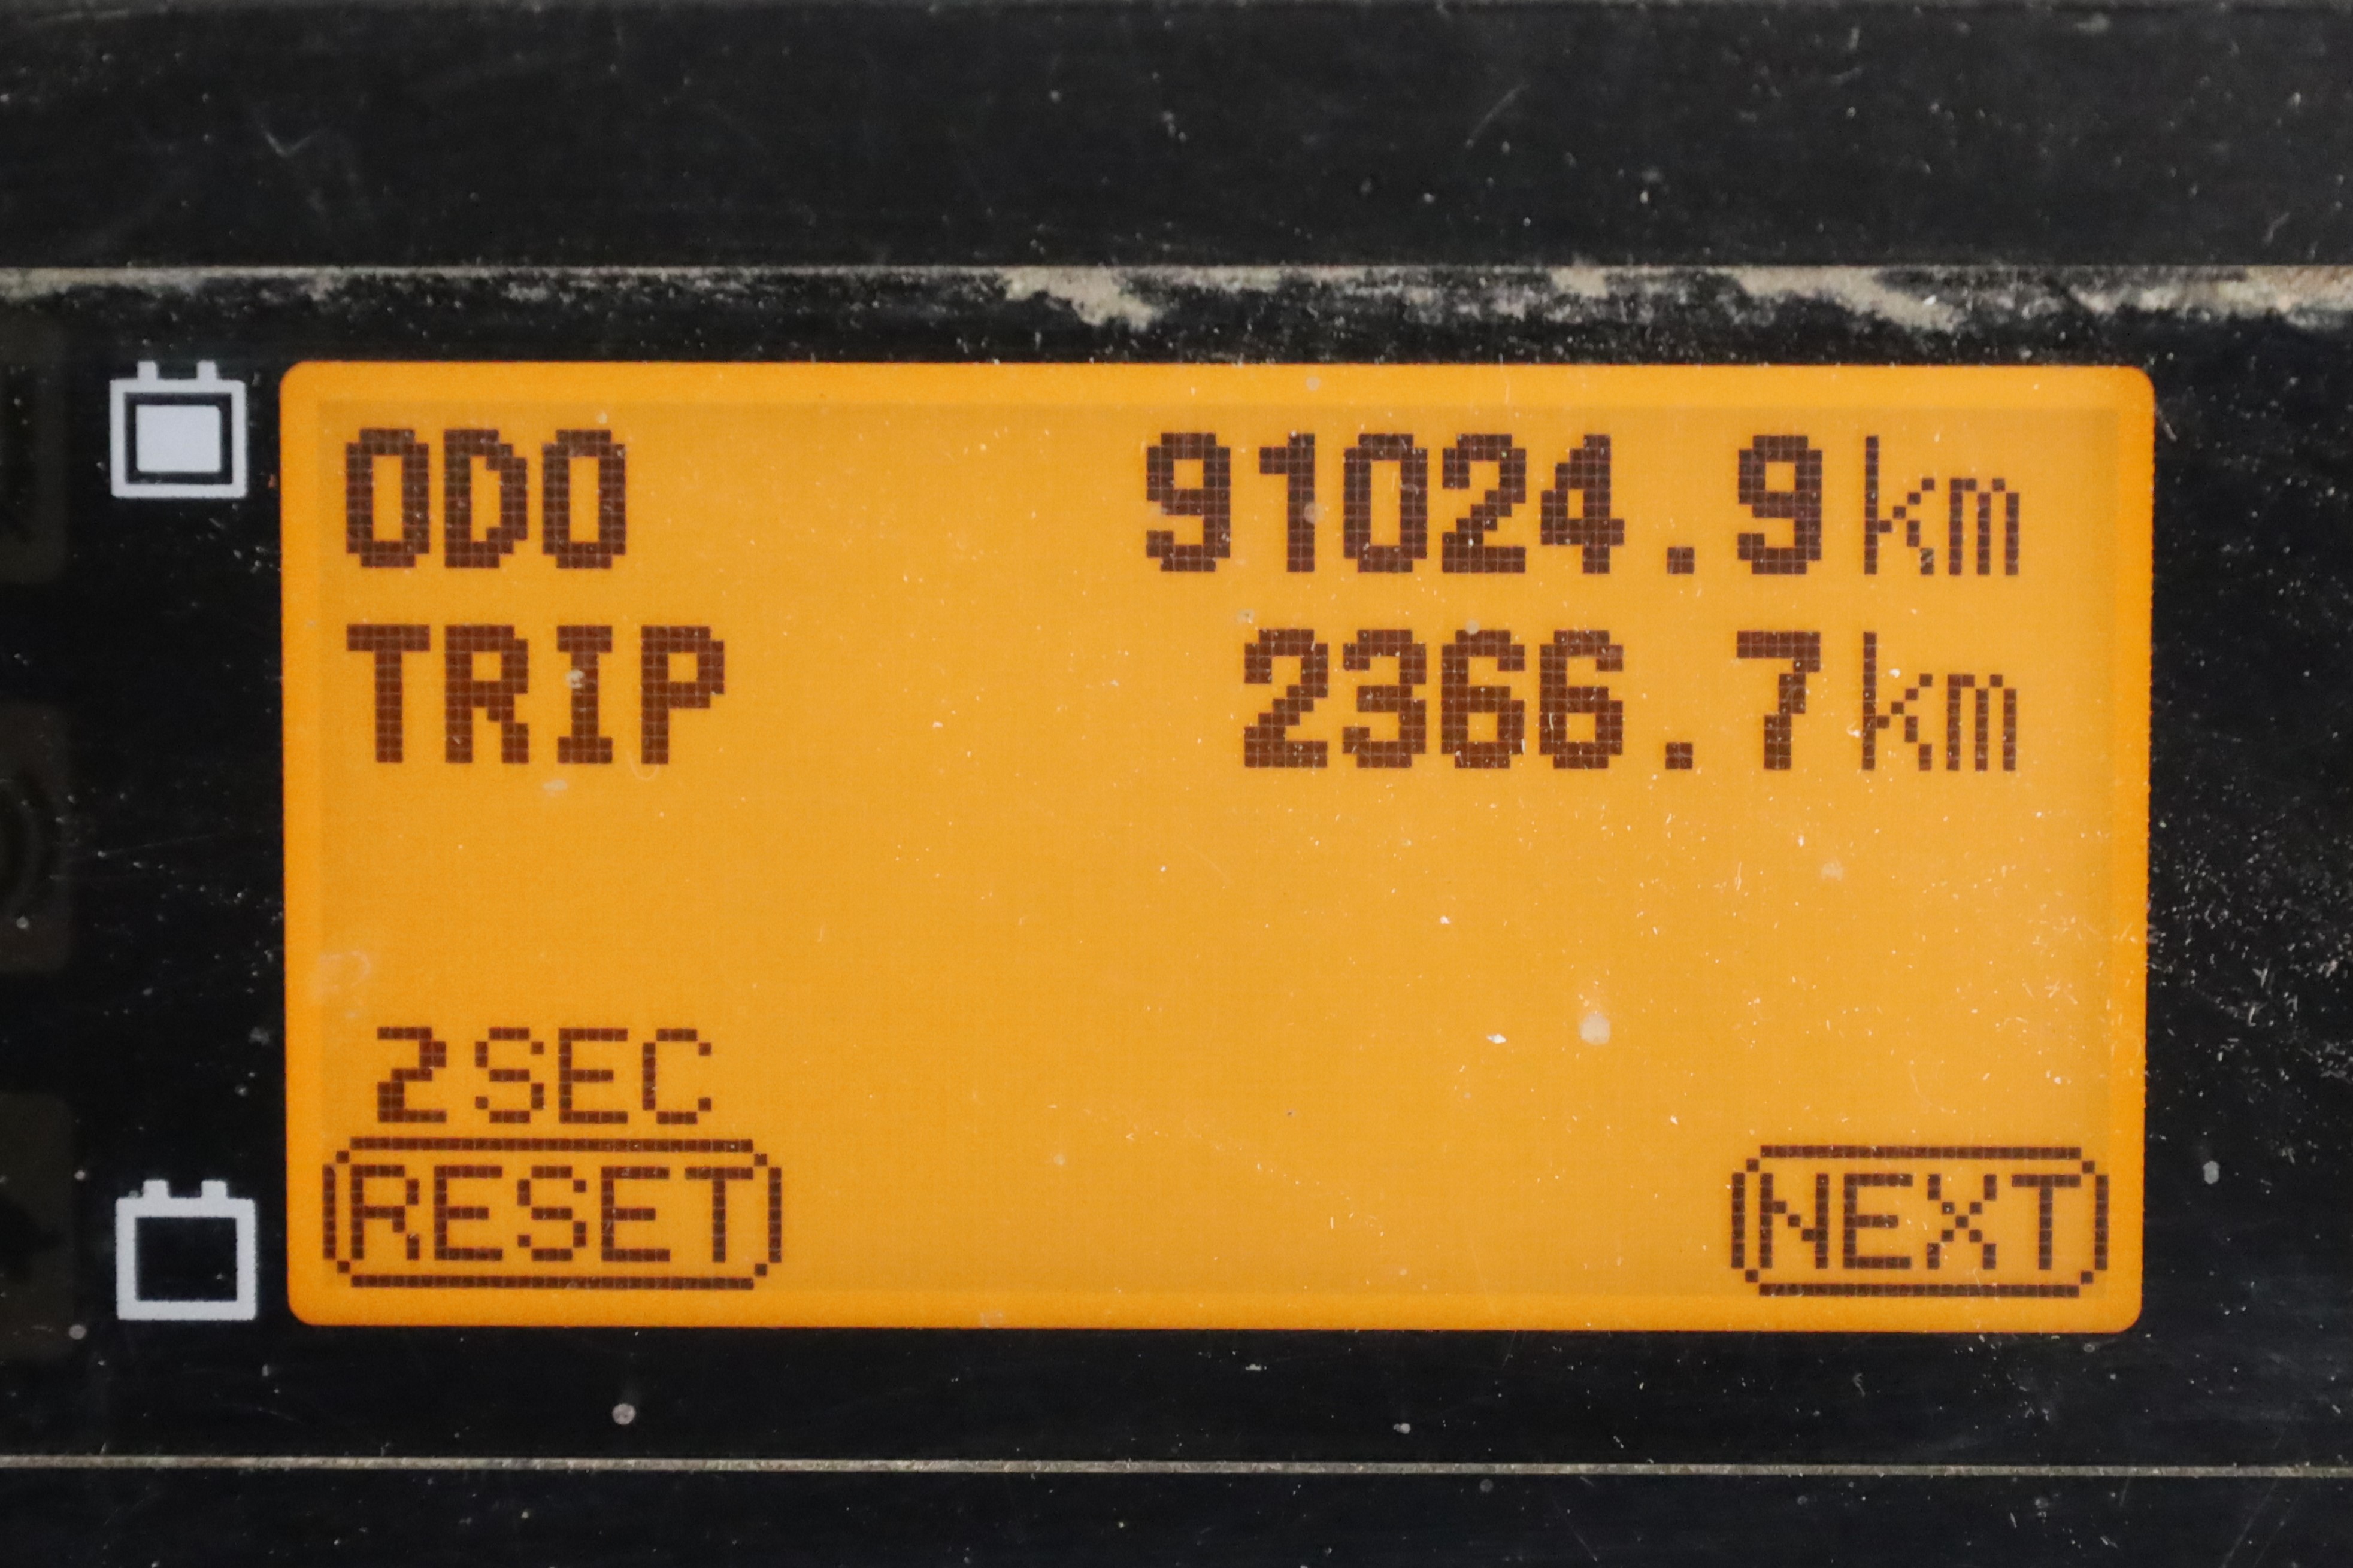 ODO 91024.9km
TRIP 2366.7km
2SEC
RESET NEXT